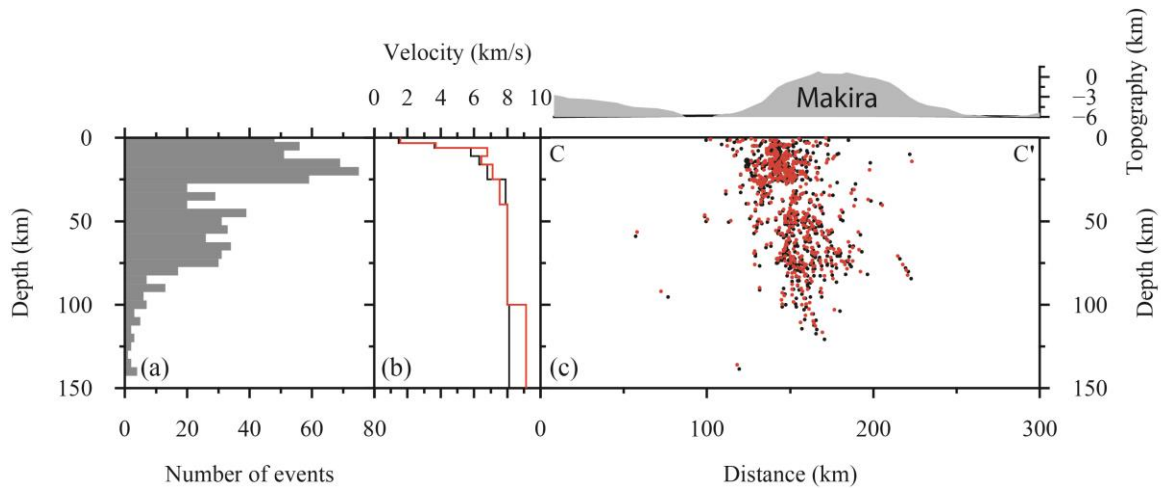 Velocity (km/s)
0 2 4 6 8 10
Makira
0
−3
−6
Topography (km)
0
50
100
150
Depth (km)
(a)
(b)
C
C'
(c)
0
50
100
150
Depth (km)
0 20 40 60 80
0 100 200 300
Number of events
Distance (km)